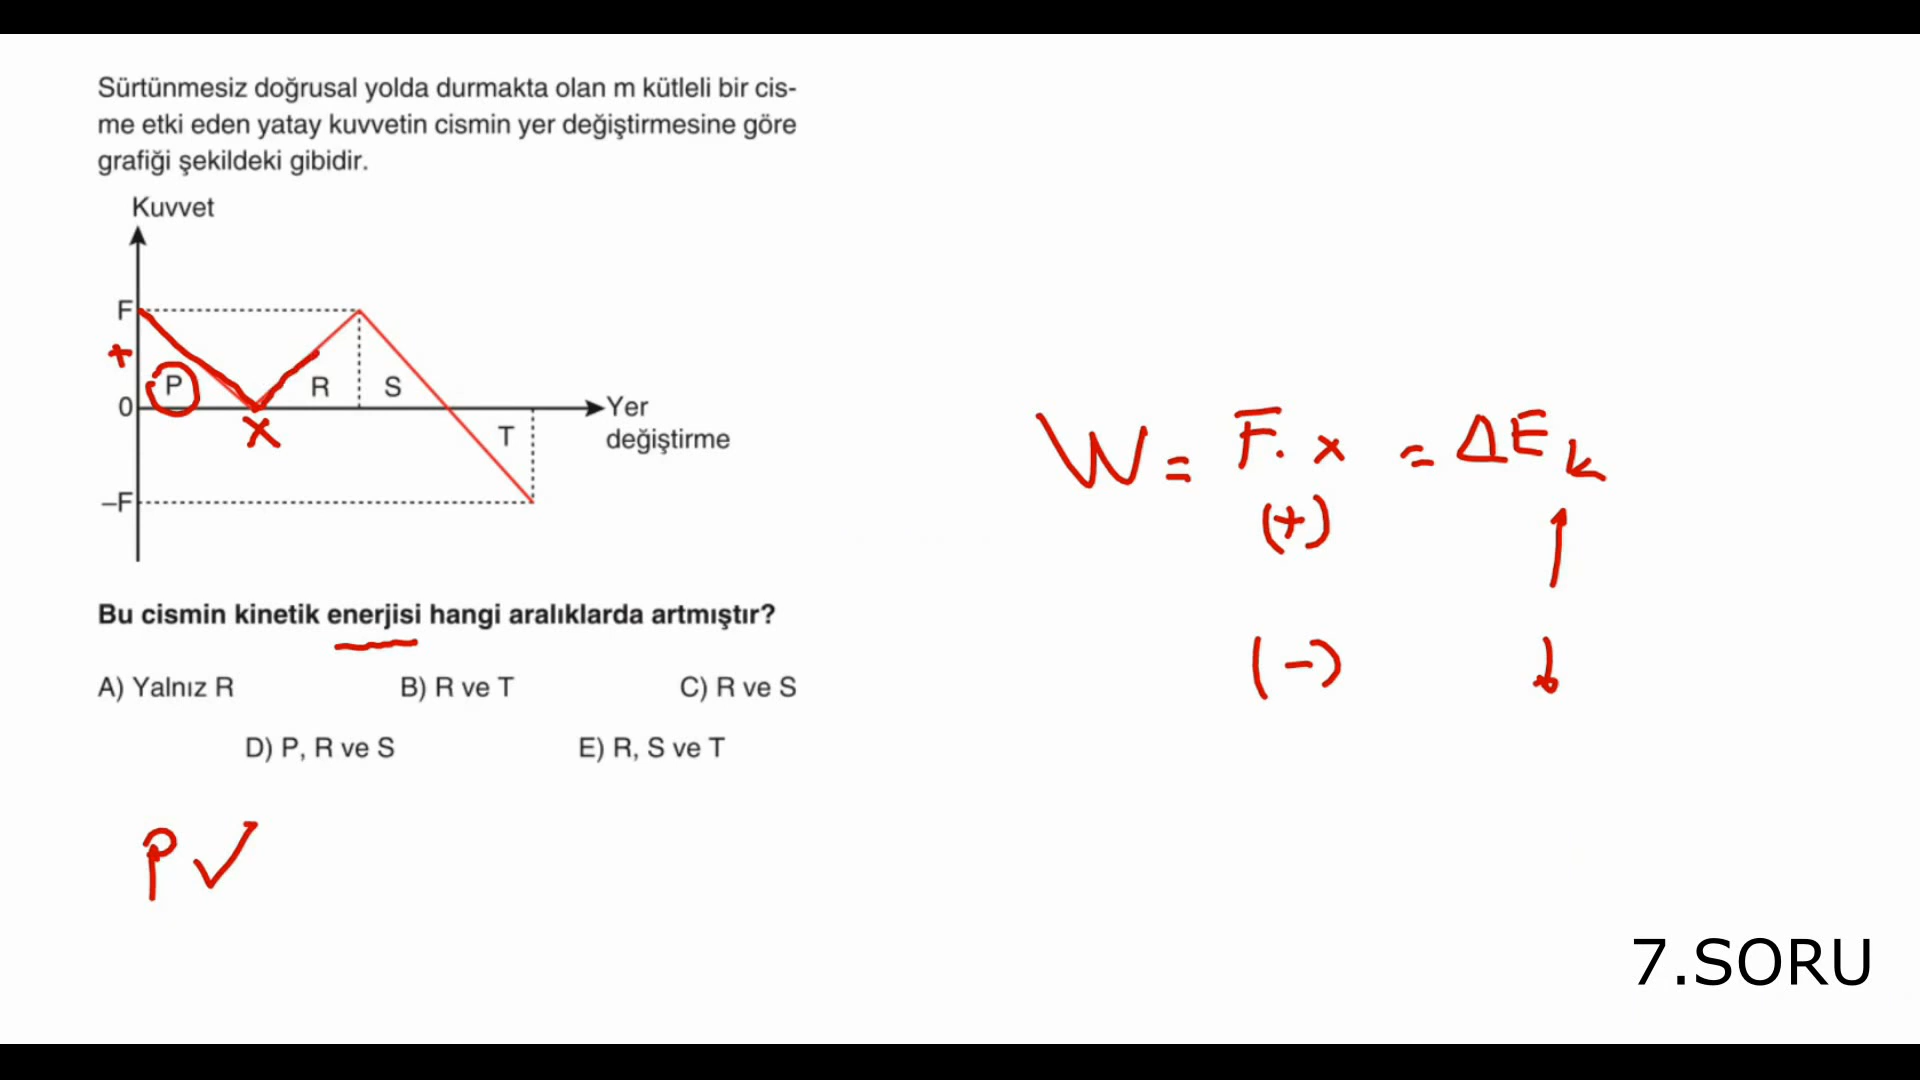 Sürtünmesiz doğrusal yolda durmakta olan m kütleli bir cis-
me etki eden yatay kuvvetin cismin yer değiştirmesine göre
grafiği şekildeki gibidir.
Kuvvet
F
+
P
R
S
0
x
T
Yer
değiştirme
–F
W = F. x = ΔEk
(+) ↑
(-) ↓
Bu cismin kinetik enerjisi hangi aralıklarda artmıştır?
A) Yalnız R B) R ve T C) R ve S
D) P, R ve S E) R, S ve T
P ✓
7.SORU